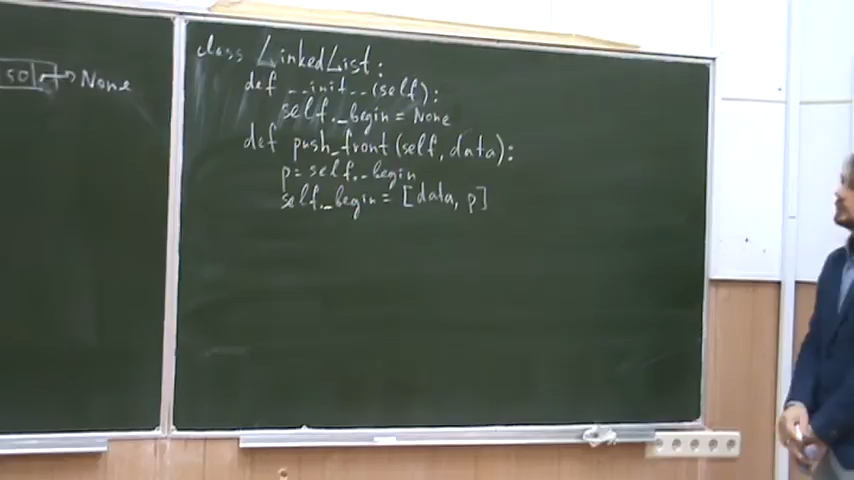 50 → None
class LinkedList:
def __init__(self):
self._begin = None
def push_front(self, data):
p = self._begin
self._begin = [data, p]